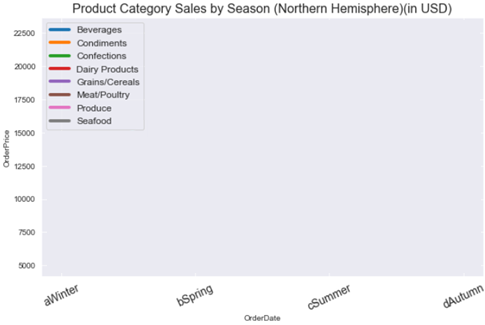 Product Category Sales by Season (Northern Hemisphere)(in USD)
Beverages
Condiments
Confections
Dairy Products
Grains/Cereals
Meat/Poultry
Produce
Seafood
22500
20000
17500
15000
12500
10000
7500
5000
OrderPrice
aWinter
bSpring
cSummer
dAutumn
OrderDate